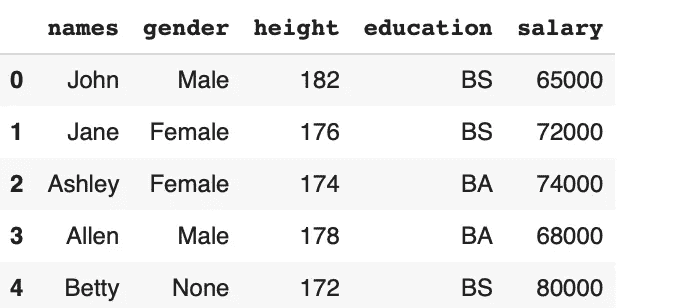 names gender height education salary
0 John Male 182 BS 65000
1 Jane Female 176 BS 72000
2 Ashley Female 174 BA 74000
3 Allen Male 178 BA 68000
4 Betty None 172 BS 80000